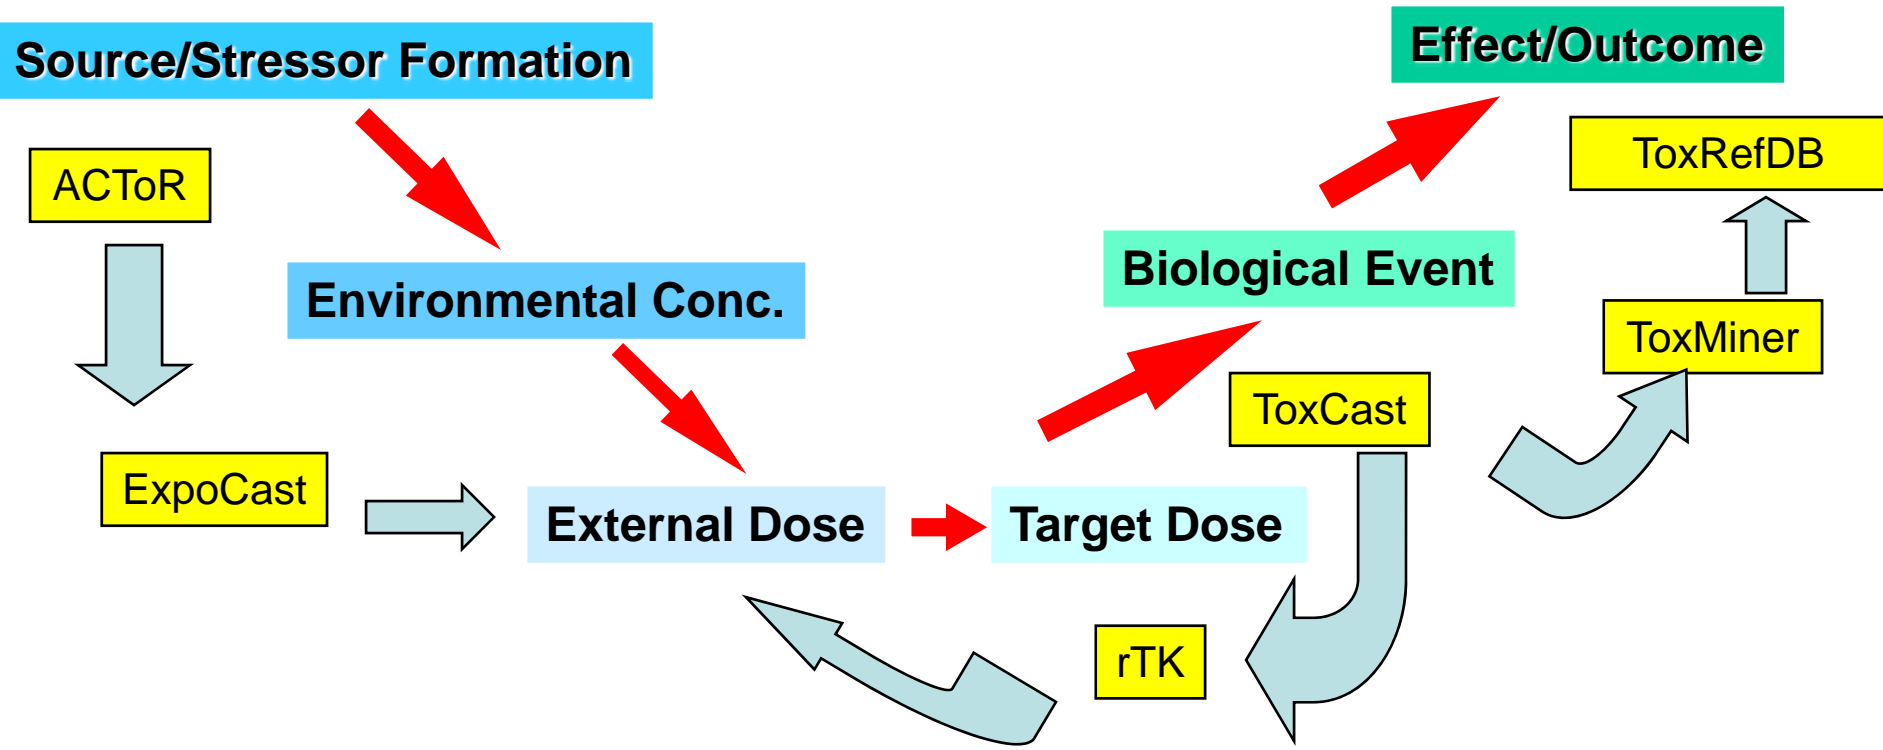 Source/Stressor Formation
Effect/Outcome
ACToR
ToxRefDB
Environmental Conc.
Biological Event
ToxMiner
ToxCast
ExpoCast
External Dose
Target Dose
rTK